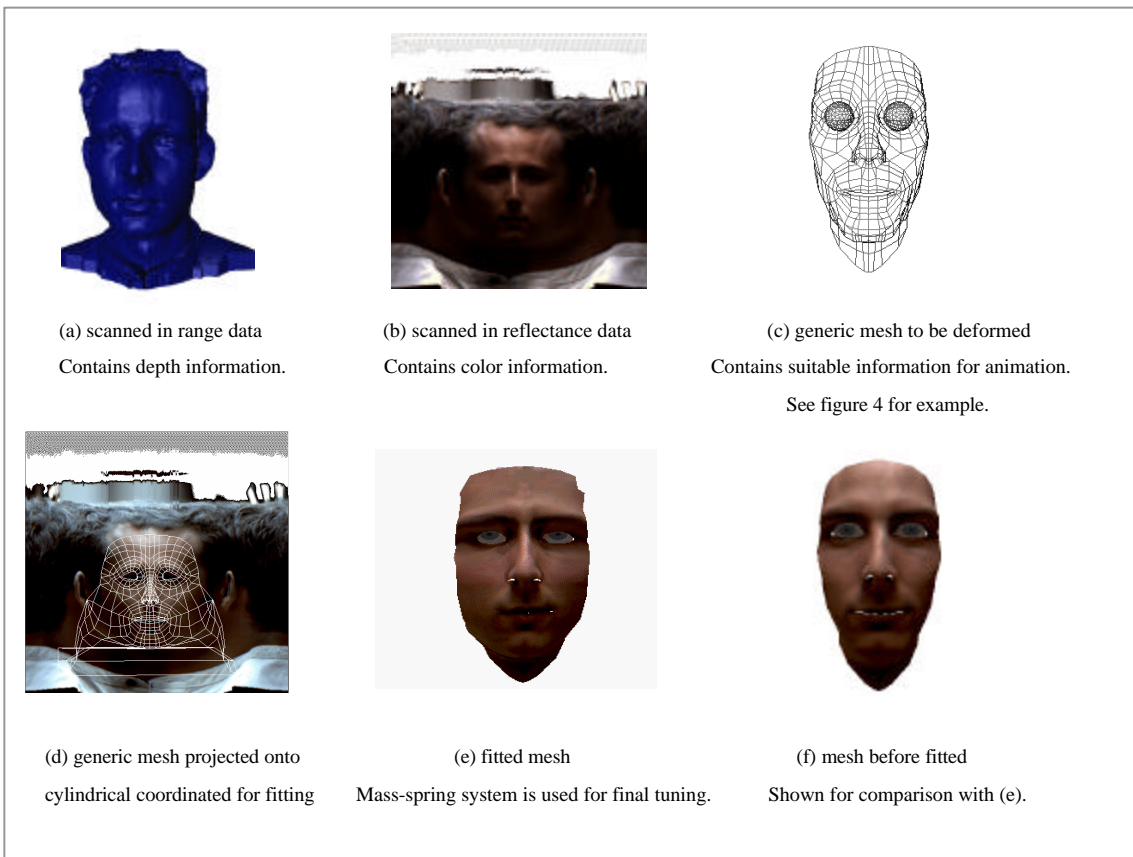 (a) scanned in range data
Contains depth information.
(b) scanned in reflectance data
Contains color information.
(c) generic mesh to be deformed
Contains suitable information for animation.
See figure 4 for example.
(d) generic mesh projected onto
cylindrical coordinated for fitting
(e) fitted mesh
Mass-spring system is used for final tuning.
(f) mesh before fitted
Shown for comparison with (e).